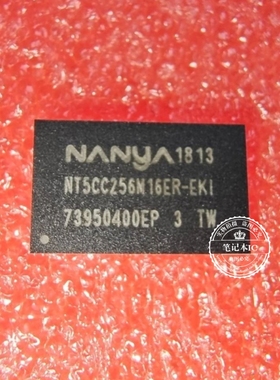 NANYA 1813
NT5CC256M16ER-EKI
73950400EP 3 TW
笔记本IC